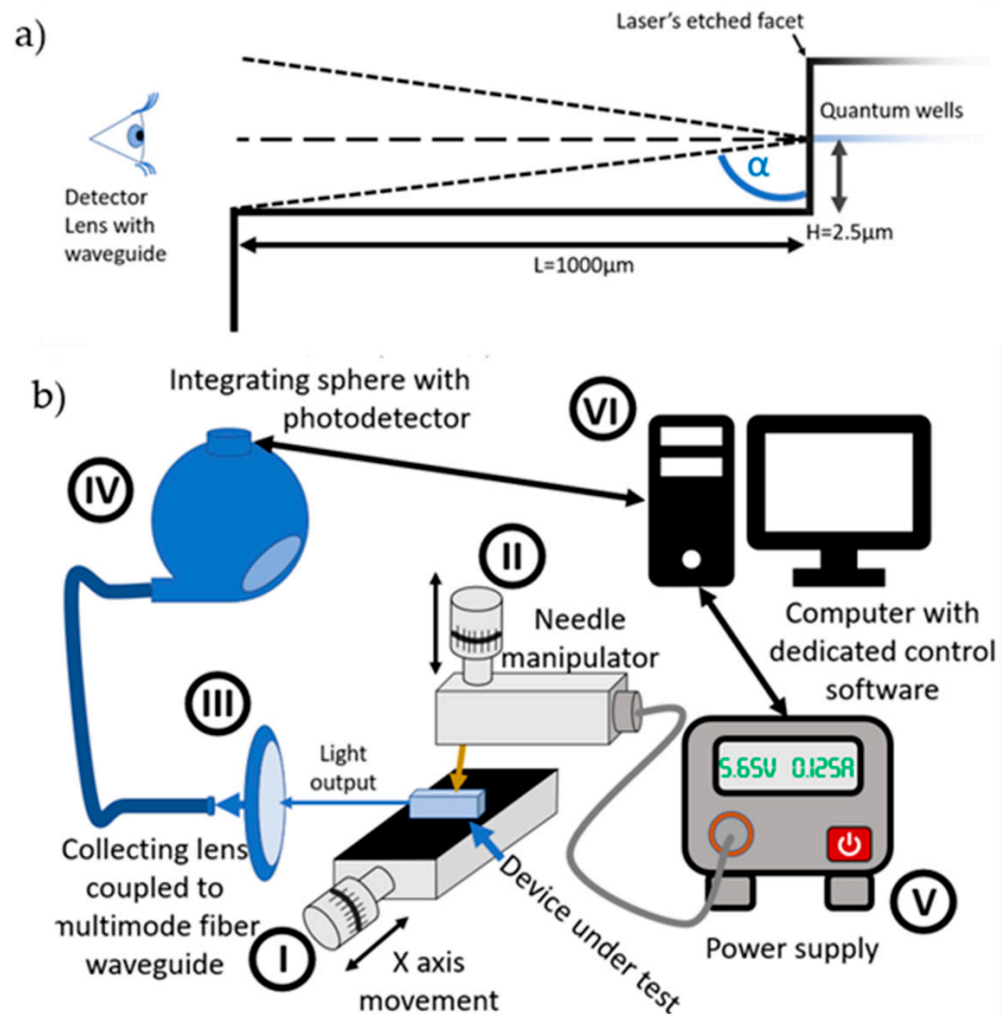 a)
Laser's etched facet
Quantum wells
α
Detector
Lens with
waveguide
H=2.5μm
L=1000μm
b)
Integrating sphere with
photodetector
VI
IV
II
Needle
manipulator
Computer with
dedicated control
software
III
Light
output
5.65V 0.125A
Collecting lens
coupled to
multimode fiber
waveguide
Device under test
V
I
X axis
movement
Power supply